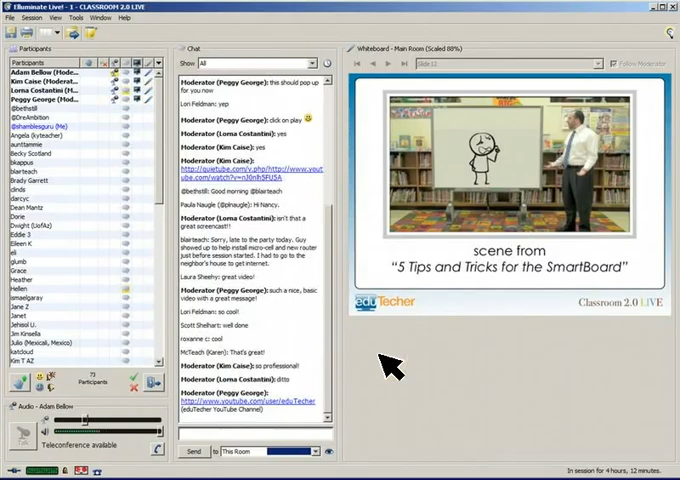 Elluminate Live! - 1 - CLASSROOM 2.0 LIVE
File Session View Tools Window Help
Participants
Participants
Adam Bellow (Mode...
Kim Caise (Moderat...
Lorna Costantini (M...
Peggy George (Mod...
@bethstill
@DreAmbition
@shamblesguru (Me)
Angela (kyteacher)
aunttammie
Becky Scotland
bkappus
blairteach
Brady Garrett
clinds
darcyc
Dean Mantz
Dorie
Dwight (UofAz)
Eddie 3
Eileen K
eli
glumb
Grace
Heather
Hellen
ismaelgaray
Jane Z
Janet
Jehisol U.
Jim Kinsella
Julio (Mexicali, Mexico)
katcloud
Kim T AZ
73
Participants
Audio - Adam Bellow
Talk
Teleconference available
Chat
Show All
Moderator (Peggy George): this should pop up
for you now
Lori Feldman: yep
Moderator (Peggy George): click on play
Moderator (Lorna Costantini): yes
Moderator (Kim Caise): yes
Moderator (Kim Caise):
http://quietube.com/v.php/http://www.yout
ube.com/watch?v=nJ0nlh5FU5A
@bethstill: Good morning @blairteach
Paula Naugle (@plnaugle): Hi Nancy.
Moderator (Lorna Costantini): isn't that a
great screencast!!
blairteach: Sorry, late to the party today. Guy
showed up to help install micro-cell and new router
just before session started. I had to go to the
neighbor's house to get internet.
Laura Sheehy: great video!
Moderator (Peggy George): such a nice, basic
video with a great message!
Lori Feldman: so cool!
Scott Shelhart: well done
roxanne c: cool
McTeach (Karen): That's great!
Moderator (Kim Caise): so professional!
Moderator (Lorna Costantini): ditto
Moderator (Peggy George):
http://www.youtube.com/user/eduTecher
(eduTecher YouTube Channel)
Send to This Room
Whiteboard - Main Room (Scaled 88%)
Slide 12
Follow Moderator
scene from
"5 Tips and Tricks for the SmartBoard"
eduTecher
Classroom 2.0 LIVE
In session for 4 hours, 12 minutes.